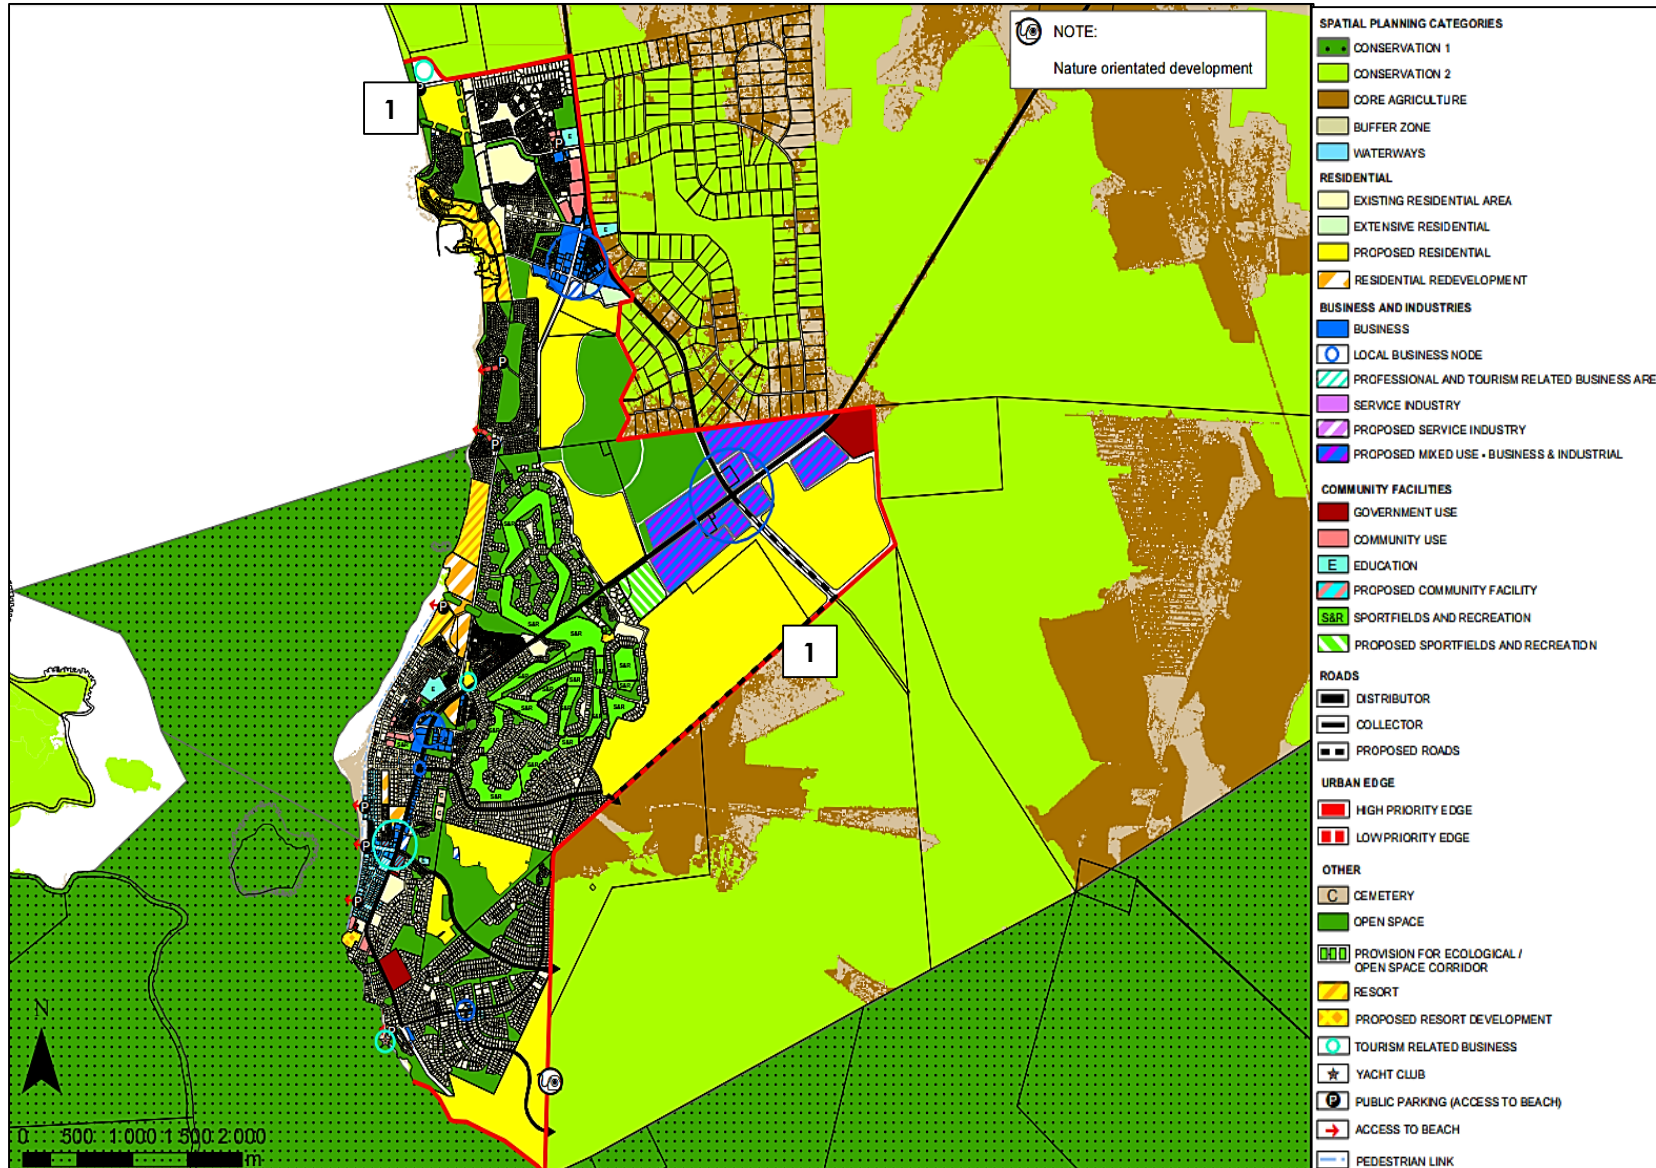 NOTE:
Nature orientated development
1
1
E
P
E
P
P
S&R
S&R
P
S&R
S&R
S&R
S&R
S&R
S&R
S&R
E
S&R
S&R
S&R
S&R
P
P
P
C
N
0 500 1 000 1 500 2 000
m
SPATIAL PLANNING CATEGORIES
CONSERVATION 1
CONSERVATION 2
CORE AGRICULTURE
BUFFER ZONE
WATERWAYS
RESIDENTIAL
EXISTING RESIDENTIAL AREA
EXTENSIVE RESIDENTIAL
PROPOSED RESIDENTIAL
RESIDENTIAL REDEVELOPMENT
BUSINESS AND INDUSTRIES
BUSINESS
LOCAL BUSINESS NODE
PROFESSIONAL AND TOURISM RELATED BUSINESS ARE
SERVICE INDUSTRY
PROPOSED SERVICE INDUSTRY
PROPOSED MIXED USE - BUSINESS & INDUSTRIAL
COMMUNITY FACILITIES
GOVERNMENT USE
COMMUNITY USE
E EDUCATION
PROPOSED COMMUNITY FACILITY
S&R SPORTFIELDS AND RECREATION
PROPOSED SPORTFIELDS AND RECREATION
ROADS
DISTRIBUTOR
COLLECTOR
PROPOSED ROADS
URBAN EDGE
HIGH PRIORITY EDGE
LOW PRIORITY EDGE
OTHER
C CEMETERY
OPEN SPACE
PROVISION FOR ECOLOGICAL /
OPEN SPACE CORRIDOR
RESORT
PROPOSED RESORT DEVELOPMENT
TOURISM RELATED BUSINESS
YACHT CLUB
P PUBLIC PARKING (ACCESS TO BEACH)
ACCESS TO BEACH
PEDESTRIAN LINK